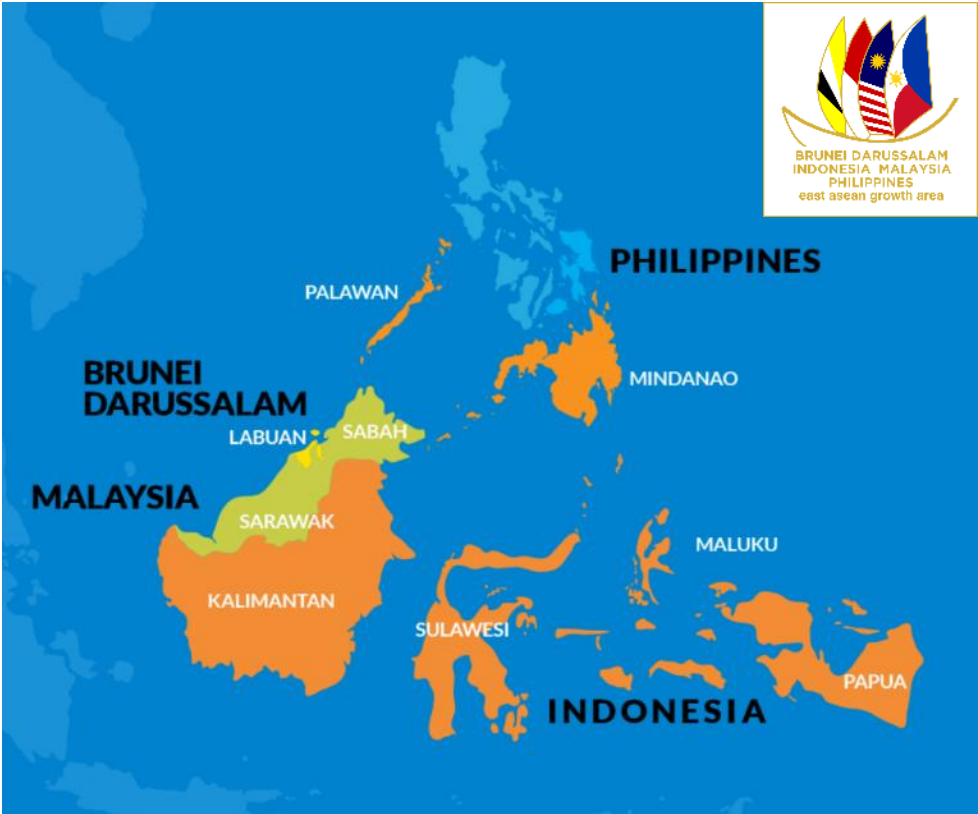 BRUNEI DARUSSALAM
INDONESIA MALAYSIA
PHILIPPINES
east asean growth area
PHILIPPINES
PALAWAN
BRUNEI
DARUSSALAM
MINDANAO
LABUAN
SABAH
MALAYSIA
SARAWAK
MALUKU
KALIMANTAN
SULAWESI
PAPUA
INDONESIA